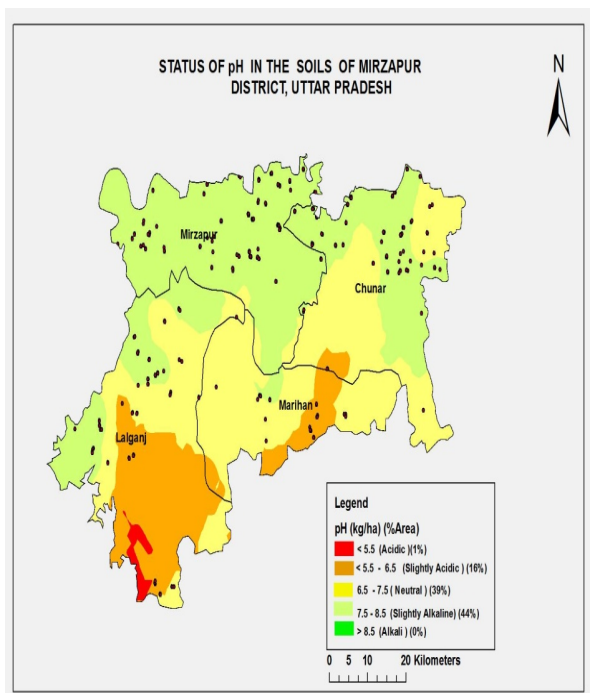 STATUS OF pH IN THE SOILS OF MIRZAPUR
DISTRICT, UTTAR PRADESH
N
Mirzapur
Chunar
Marihan
Lalganj
Legend
pH (kg/ha) (%Area)
< 5.5 (Acidic )(1%)
< 5.5 - 6.5 (Slightly Acidic ) (16%)
6.5 - 7.5 ( Neutral ) (39%)
7.5 - 8.5 (Slightly Alkaline) (44%)
> 8.5 (Alkali ) (0%)
0 5 10 20 Kilometers